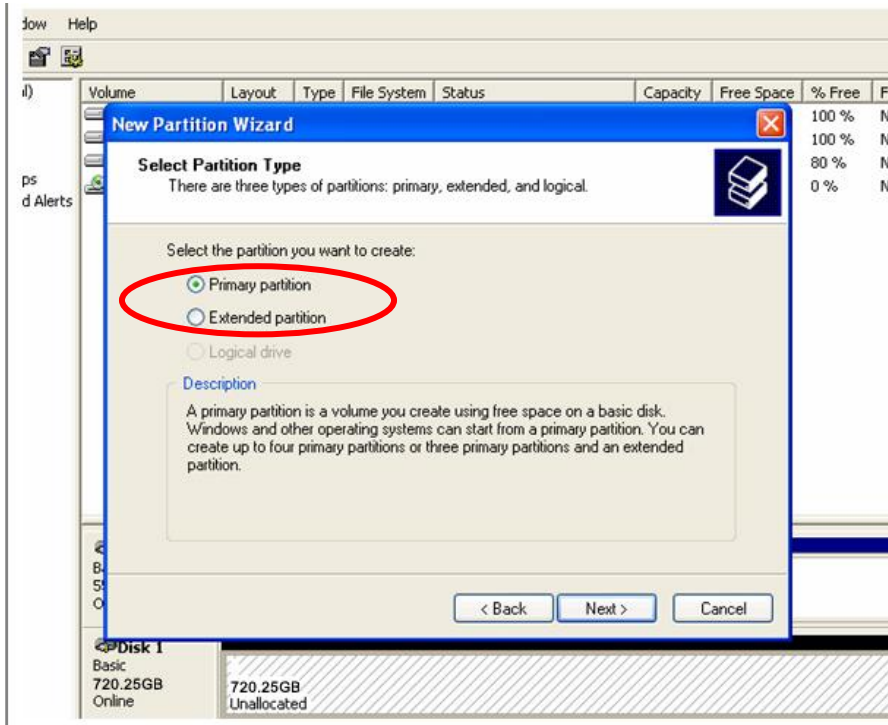 dow Help
al)
Volume Layout Type File System Status Capacity Free Space % Free F
100 % N
100 % N
80 % N
0 % N
ps
d Alerts
New Partition Wizard
Select Partition Type
There are three types of partitions: primary, extended, and logical.
Select the partition you want to create:
Primary partition
Extended partition
Logical drive
Description
A primary partition is a volume you create using free space on a basic disk.
Windows and other operating systems can start from a primary partition. You can
create up to four primary partitions or three primary partitions and an extended
partition.
< Back Next > Cancel
Disk 1
Basic
720.25GB
Online
720.25GB
Unallocated